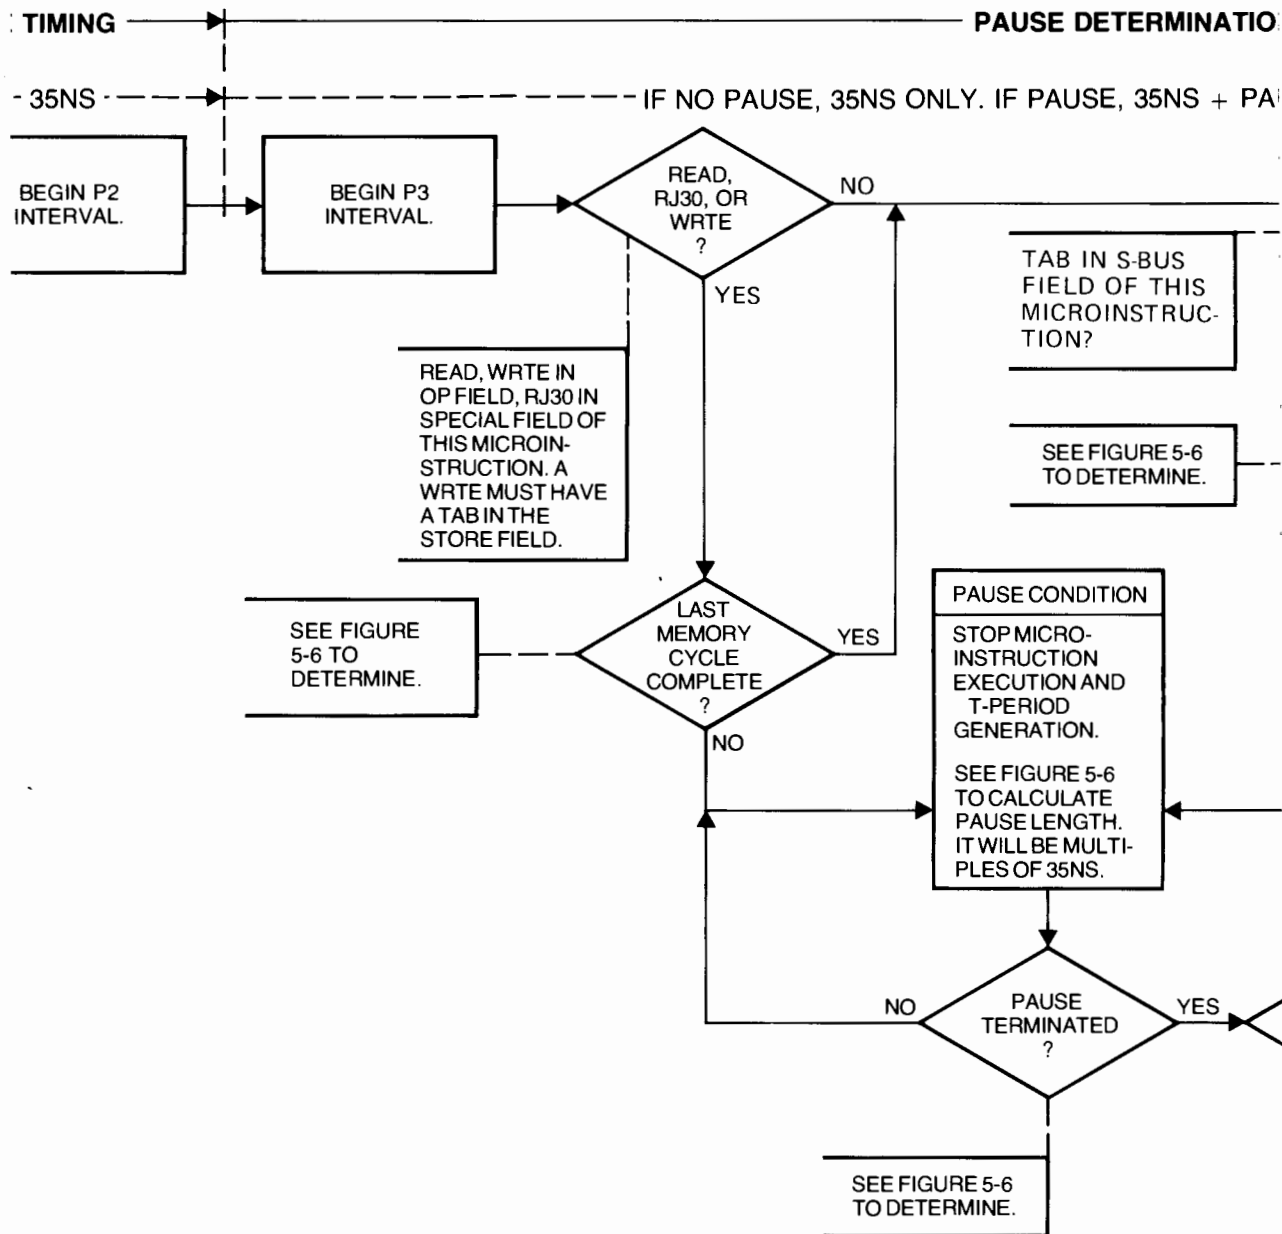 TIMING
PAUSE DETERMINATIO
35NS
IF NO PAUSE, 35NS ONLY. IF PAUSE, 35NS + PA
BEGIN P2
INTERVAL.
BEGIN P3
INTERVAL.
READ,
RJ30, OR
WRTE
?
NO
YES
TAB IN S-BUS
FIELD OF THIS
MICROINSTRUC-
TION?
READ, WRTE IN
OP FIELD, RJ30 IN
SPECIAL FIELD OF
THIS MICROIN-
STRUCTION. A
WRTE MUST HAVE
A TAB IN THE
STORE FIELD.
SEE FIGURE 5-6
TO DETERMINE.
SEE FIGURE
5-6 TO
DETERMINE.
LAST
MEMORY
CYCLE
COMPLETE
?
YES
NO
PAUSE CONDITION
STOP MICRO-
INSTRUCTION
EXECUTION AND
T-PERIOD
GENERATION.
SEE FIGURE 5-6
TO CALCULATE
PAUSE LENGTH.
IT WILL BE MULTI-
PLES OF 35NS.
NO
PAUSE
TERMINATED
?
YES
SEE FIGURE 5-6
TO DETERMINE.